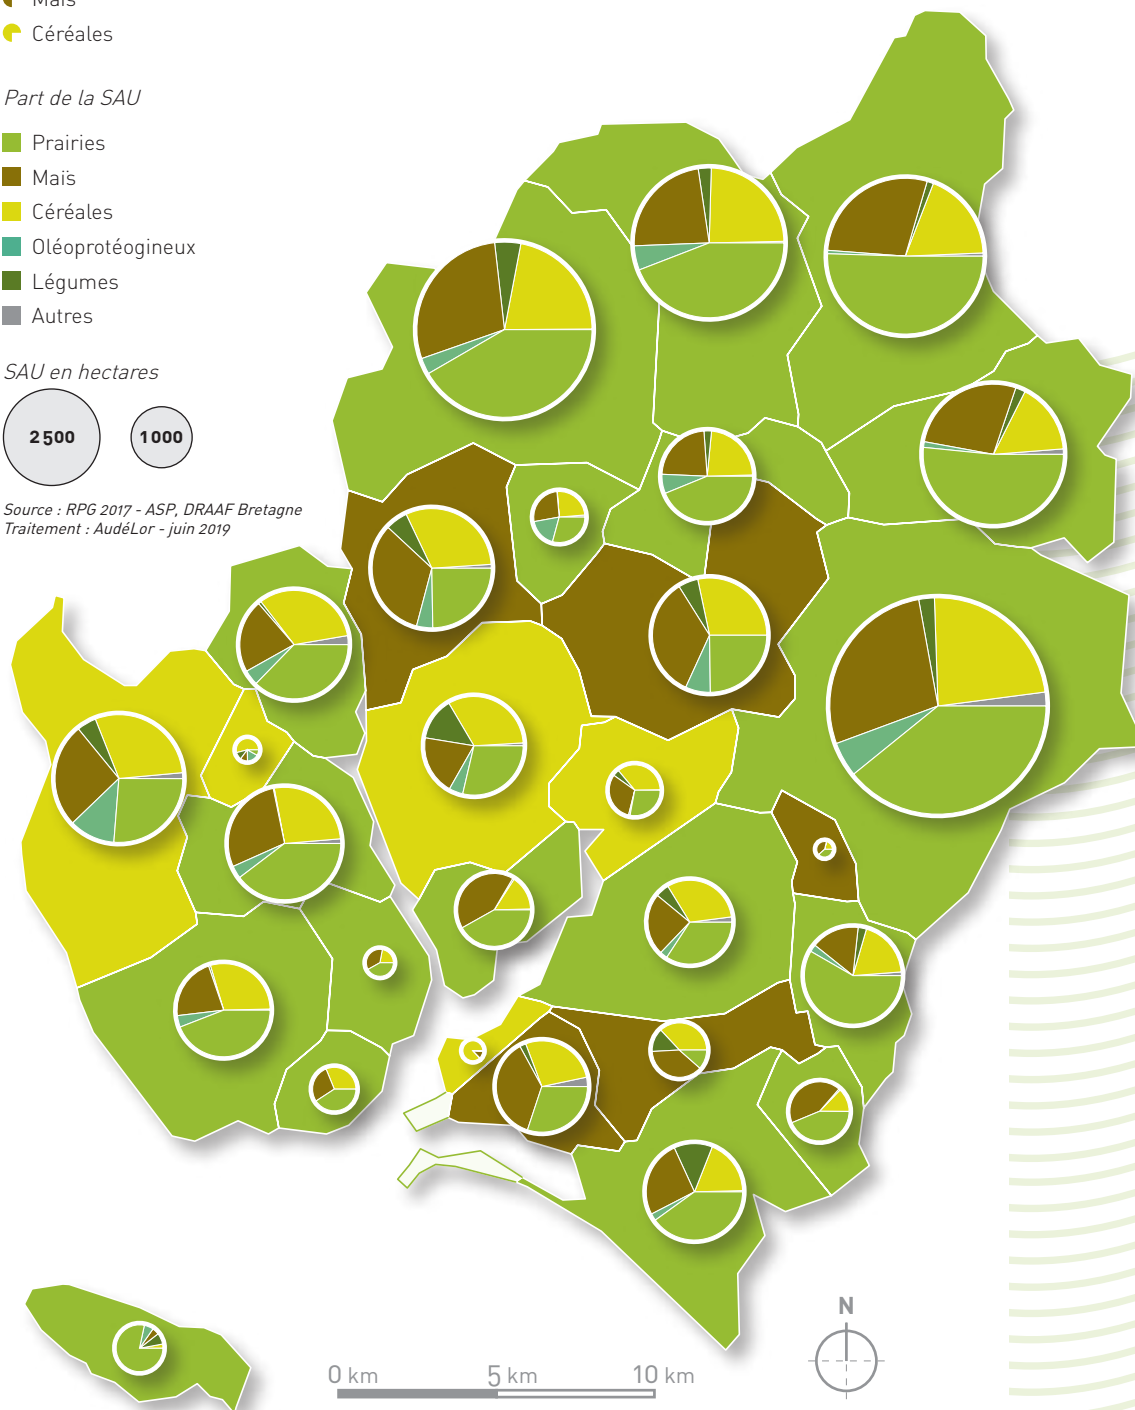 Maïs
Céréales
Part de la SAU
Prairies
Maïs
Céréales
Oléoprotéogineux
Légumes
Autres
SAU en hectares
2500
1000
Source : RPG 2017 - ASP, DRAAF Bretagne
Traitement : AudéLor - juin 2019
N
0 km
5 km
10 km